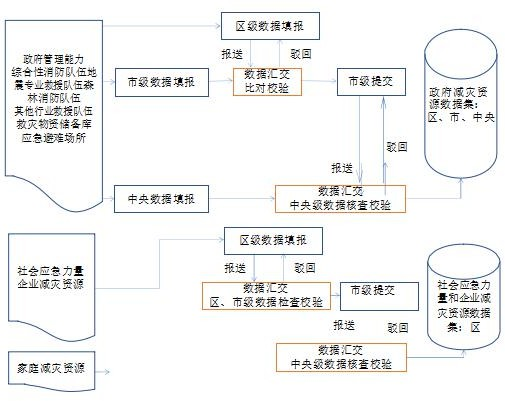 区级数据填报
报送
驳回
政府管理能力
综合性消防队伍地
震专业救援队伍森
林消防队伍
其他行业救援队伍
救灾物资储备库
应急避难场所
市级数据填报
数据汇交
比对校验
市级提交
政府减灾资
源数据集：
区、市、中央
驳回
报送
中央数据填报
数据汇交
中央级数据核查校验
区级数据填报
报送
驳回
社会应急力量
企业减灾资源
数据汇交
区、市级数据检查校验
市级提交
社会应急力
量和企业减
灾资源数据
集：区
报送
驳回
数据汇交
中央级数据核查校验
家庭减灾资源